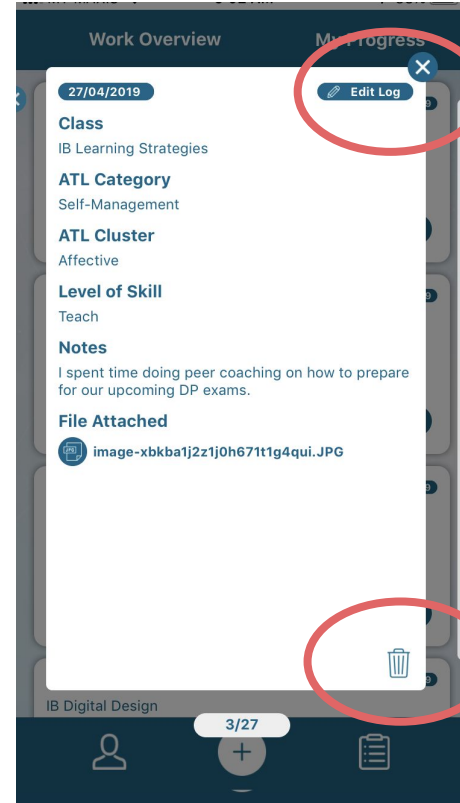 Work Overview
My Progress
27/04/2019
Edit Log
Class
IB Learning Strategies
ATL Category
Self-Management
ATL Cluster
Affective
Level of Skill
Teach
Notes
I spent time doing peer coaching on how to prepare
for our upcoming DP exams.
File Attached
image-xbkba1j2z1j0h671t1g4qui.JPG
IB Digital Design
3/27